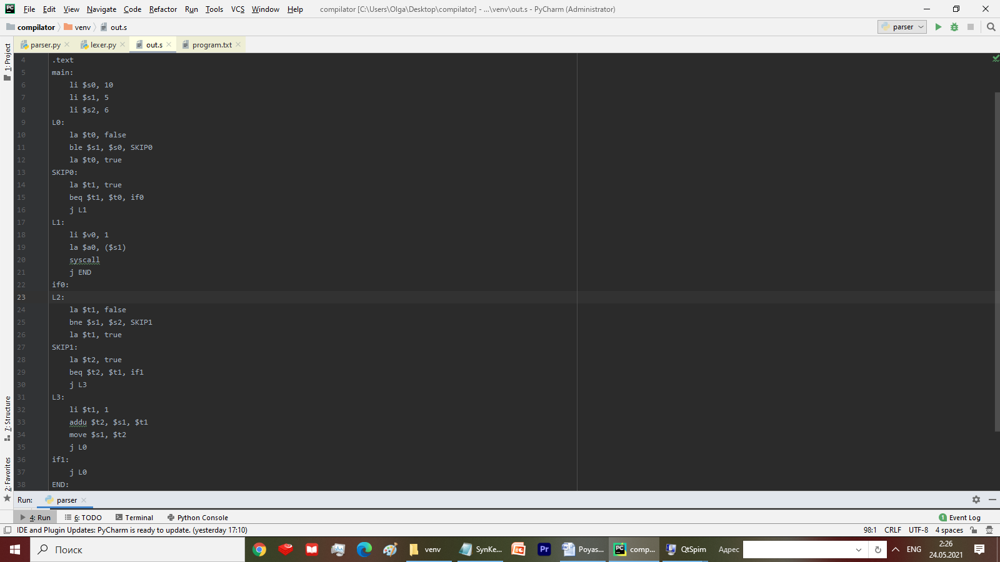 PC File Edit View Navigate Code Refactor Run Tools VCS Window Help compilator [C:\Users\Olga\Desktop\compilator] - ...\venv\out.s - PyCharm (Administrator)
compilator venv out.s parser
parser.py lexer.py out.s program.txt
1: Project
7: Structure
2: Favorites
4 .text
5 main:
6 li $s0, 10
7 li $s1, 5
8 li $s2, 6
9 L0:
10 la $t0, false
11 ble $s1, $s0, SKIP0
12 la $t0, true
13 SKIP0:
14 la $t1, true
15 beq $t1, $t0, if0
16 j L1
17 L1:
18 li $v0, 1
19 la $a0, ($s1)
20 syscall
21 j END
22 if0:
23 L2:
24 la $t1, false
25 bne $s1, $s2, SKIP1
26 la $t1, true
27 SKIP1:
28 la $t2, true
29 beq $t2, $t1, if1
30 j L3
31 L3:
32 li $t1, 1
33 addu $t2, $s1, $t1
34 move $s1, $t2
35 j L0
36 if1:
37 j L0
38 END:
Run: parser
4: Run 6: TODO Terminal Python Console 1 Event Log
IDE and Plugin Updates: PyCharm is ready to update. (yesterday 17:10) 98:1 CRLF UTF-8 4 spaces
Поиск venv SynKe... Pr Poyas... PC comp... QtSpim Адрес ENG 2:26
24.05.2021